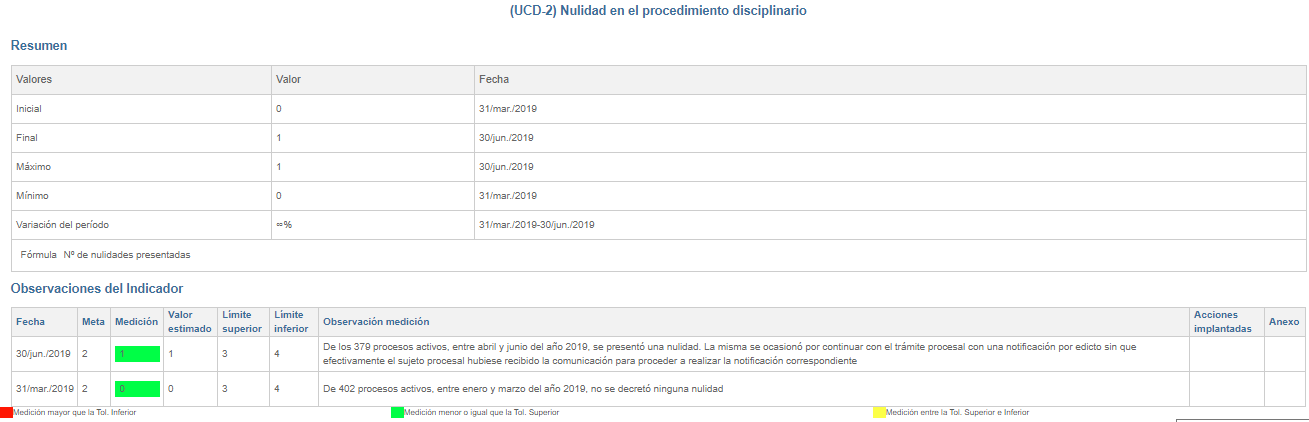 (UCD-2) Nulidad en el procedimiento disciplinario
Resumen
Valores Valor Fecha
Inicial 0 31/mar./2019
Final 1 30/jun./2019
Máximo 1 30/jun./2019
Mínimo 0 31/mar./2019
Variación del período ∞% 31/mar./2019-30/jun./2019
Fórmula Nº de nulidades presentadas
Observaciones del Indicador
Fecha Meta Medición Valor estimado Límite superior Límite inferior Observación medición Acciones implantadas Anexo
30/jun./2019 2 1 1 3 4 De los 379 procesos activos, entre abril y junio del año 2019, se presentó una nulidad. La misma se ocasionó por continuar con el trámite procesal con una notificación por edicto sin que
efectivamente el sujeto procesal hubiese recibido la comunicación para proceder a realizar la notificación correspondiente
31/mar./2019 2 0 0 3 4 De 402 procesos activos, entre enero y marzo del año 2019, no se decretó ninguna nulidad
Medición mayor que la Tol. Inferior Medición menor o igual que la Tol. Superior Medición entre la Tol. Superior e Inferior